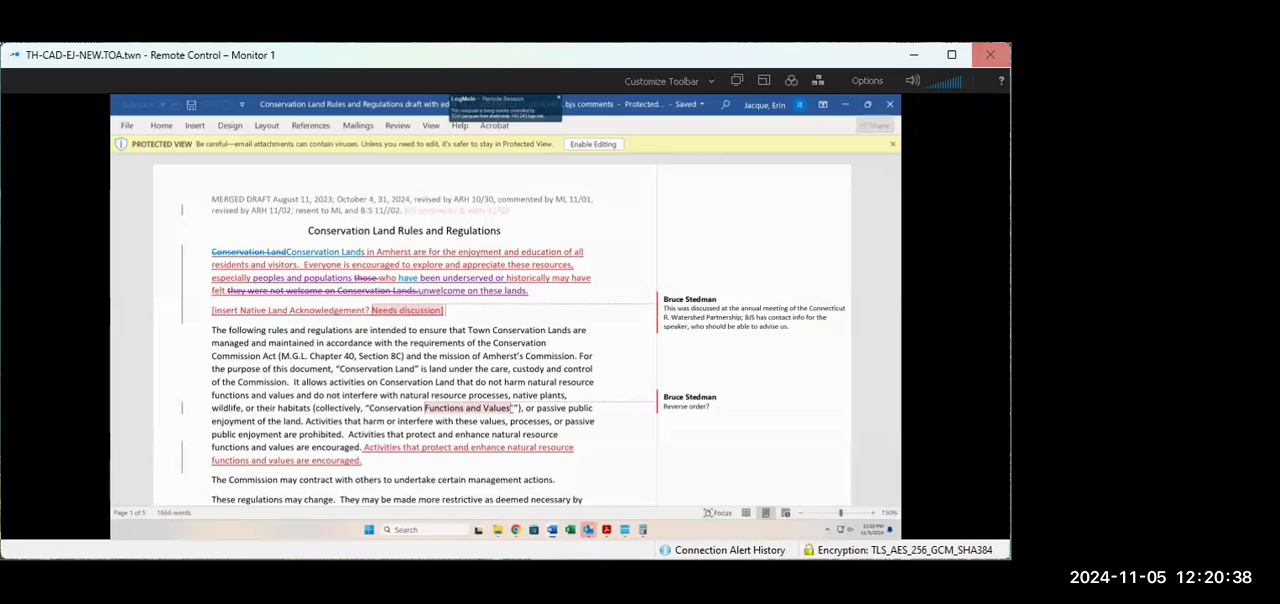 TH-CAD-EJ-NEW.TOA.twn - Remote Control – Monitor 1
Customize Toolbar
Options
?
Conservation Land Rules and Regulations draft with ed
bjs comments - Protected... - Saved
Jacque, Erin
LogMeIn - Remote Session
File Home Insert Design Layout References Mailings Review View Help Acrobat
Share
PROTECTED VIEW Be careful—email attachments can contain viruses. Unless you need to edit, it's safer to stay in Protected View.
Enable Editing
MERGED DRAFT August 11, 2023; October 4, 31, 2024, revised by ARH 10/30, commented by ML 11/01,
revised by ARH 11/02; resent to ML and BJS 11//02. BJS comments & edits 11/03
Conservation Land Rules and Regulations
Conservation LandConservation Lands in Amherst are for the enjoyment and education of all
residents and visitors. Everyone is encouraged to explore and appreciate these resources,
especially peoples and populations those who have been underserved or historically may have
felt they were not welcome on Conservation Lands.unwelcome on these lands.
[insert Native Land Acknowledgement? Needs discussion]
The following rules and regulations are intended to ensure that Town Conservation Lands are
managed and maintained in accordance with the requirements of the Conservation
Commission Act (M.G.L. Chapter 40, Section 8C) and the mission of Amherst's Commission. For
the purpose of this document, "Conservation Land" is land under the care, custody and control
of the Commission. It allows activities on Conservation Land that do not harm natural resource
functions and values and do not interfere with natural resource processes, native plants,
wildlife, or their habitats (collectively, "Conservation Functions and Values""), or passive public
enjoyment of the land. Activities that harm or interfere with these values, processes, or passive
public enjoyment are prohibited. Activities that protect and enhance natural resource
functions and values are encouraged. Activities that protect and enhance natural resource
functions and values are encouraged.
The Commission may contract with others to undertake certain management actions.
These regulations may change. They may be made more restrictive as deemed necessary by
Bruce Stedman
This was discussed at the annual meeting of the Connecticut
R. Watershed Partnership; BJS has contact info for the
speaker, who should be able to advise us.
Bruce Stedman
Reverse order?
Page 1 of 5 1666 words
Focus
150%
Search
12:20 PM
11/5/2024
Connection Alert History
Encryption: TLS_AES_256_GCM_SHA384
2024-11-05 12:20:38